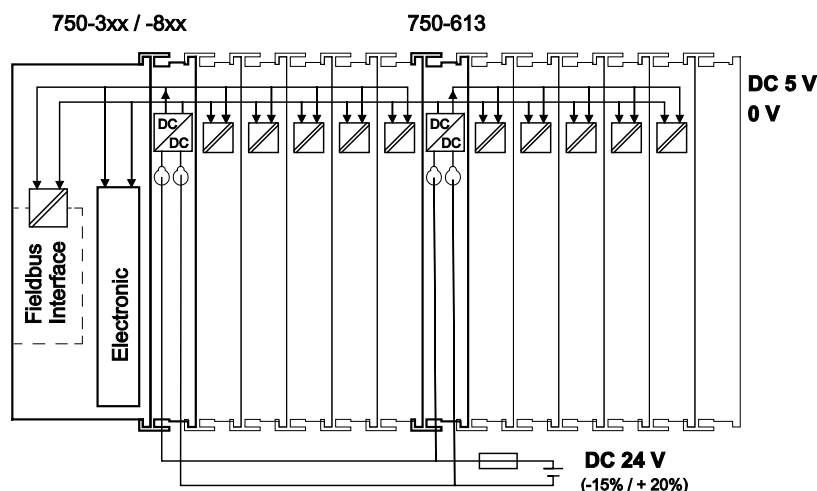 750-3xx / -8xx
750-613
DC 5 V
0 V
DC
DC
DC
DC
Fieldbus
Interface
Electronic
DC 24 V
(-15% / + 20%)